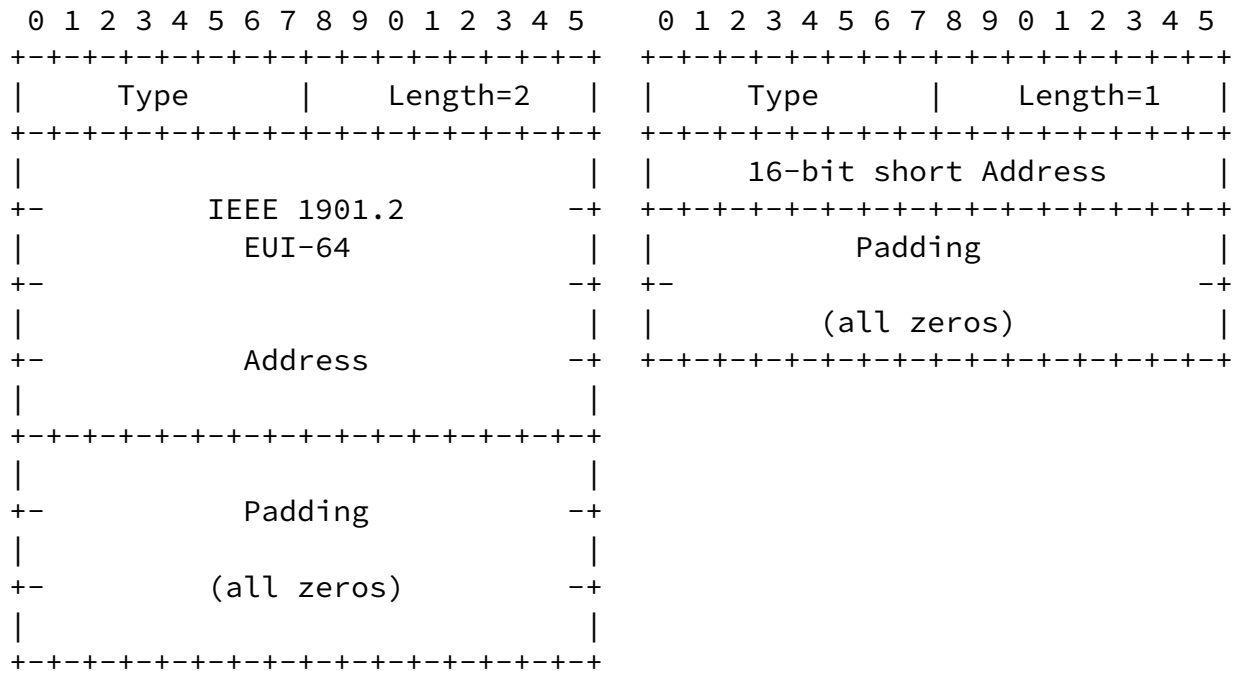 0 1 2 3 4 5 6 7 8 9 0 1 2 3 4 5    0 1 2 3 4 5 6 7 8 9 0 1 2 3 4 5
+-+-+-+-+-+-+-+-+-+-+-+-+-+-+-+-+  +-+-+-+-+-+-+-+-+-+-+-+-+-+-+-+-+
|     Type      |    Length=2   |  |     Type      |    Length=1   |
+-+-+-+-+-+-+-+-+-+-+-+-+-+-+-+-+  +-+-+-+-+-+-+-+-+-+-+-+-+-+-+-+-+
|                               |  |     16-bit short Address      |
+-         IEEE 1901.2         -+  +-+-+-+-+-+-+-+-+-+-+-+-+-+-+-+-+
|            EUI-64             |  |           Padding             |
+-                             -+  +-                             -+
|                               |  |         (all zeros)           |
+-           Address           -+  +-+-+-+-+-+-+-+-+-+-+-+-+-+-+-+-+
|                               |
+-+-+-+-+-+-+-+-+-+-+-+-+-+-+-+-+
|                               |
+-           Padding           -+
|                               |
+-         (all zeros)         -+
|                               |
+-+-+-+-+-+-+-+-+-+-+-+-+-+-+-+-+